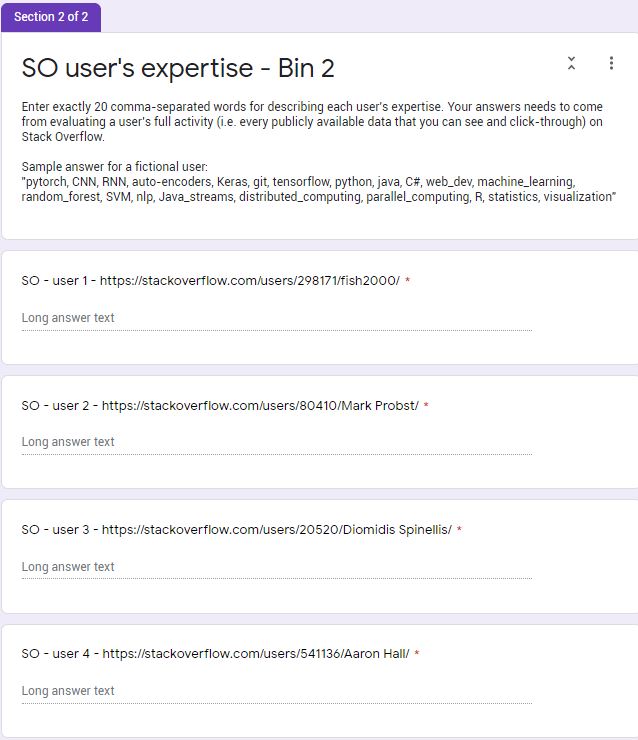 Section 2 of 2
SO user's expertise - Bin 2
Enter exactly 20 comma-separated words for describing each user's expertise. Your answers needs to come
from evaluating a user's full activity (i.e. every publicly available data that you can see and click-through) on
Stack Overflow.
Sample answer for a fictional user:
"pytorch, CNN, RNN, auto-encoders, Keras, git, tensorflow, python, java, C#, web_dev, machine_learning,
random_forest, SVM, nlp, Java_streams, distributed_computing, parallel_computing, R, statistics, visualization"
SO - user 1 - https://stackoverflow.com/users/298171/fish2000/ *
Long answer text
SO - user 2 - https://stackoverflow.com/users/80410/Mark Probst/ *
Long answer text
SO - user 3 - https://stackoverflow.com/users/20520/Diomidis Spinellis/ *
Long answer text
SO - user 4 - https://stackoverflow.com/users/541136/Aaron Hall/ *
Long answer text